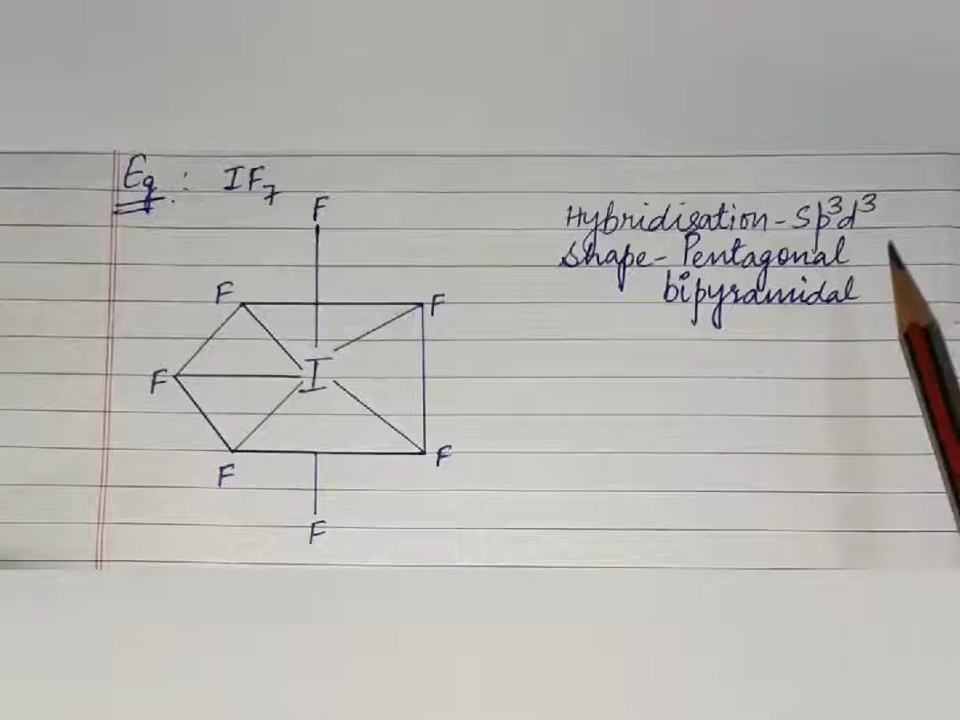 Eg : IF₇
F
F
F
F
I
F
F
F
Hybridisation - Sp³d³
Shape - Pentagonal
bipyramidal